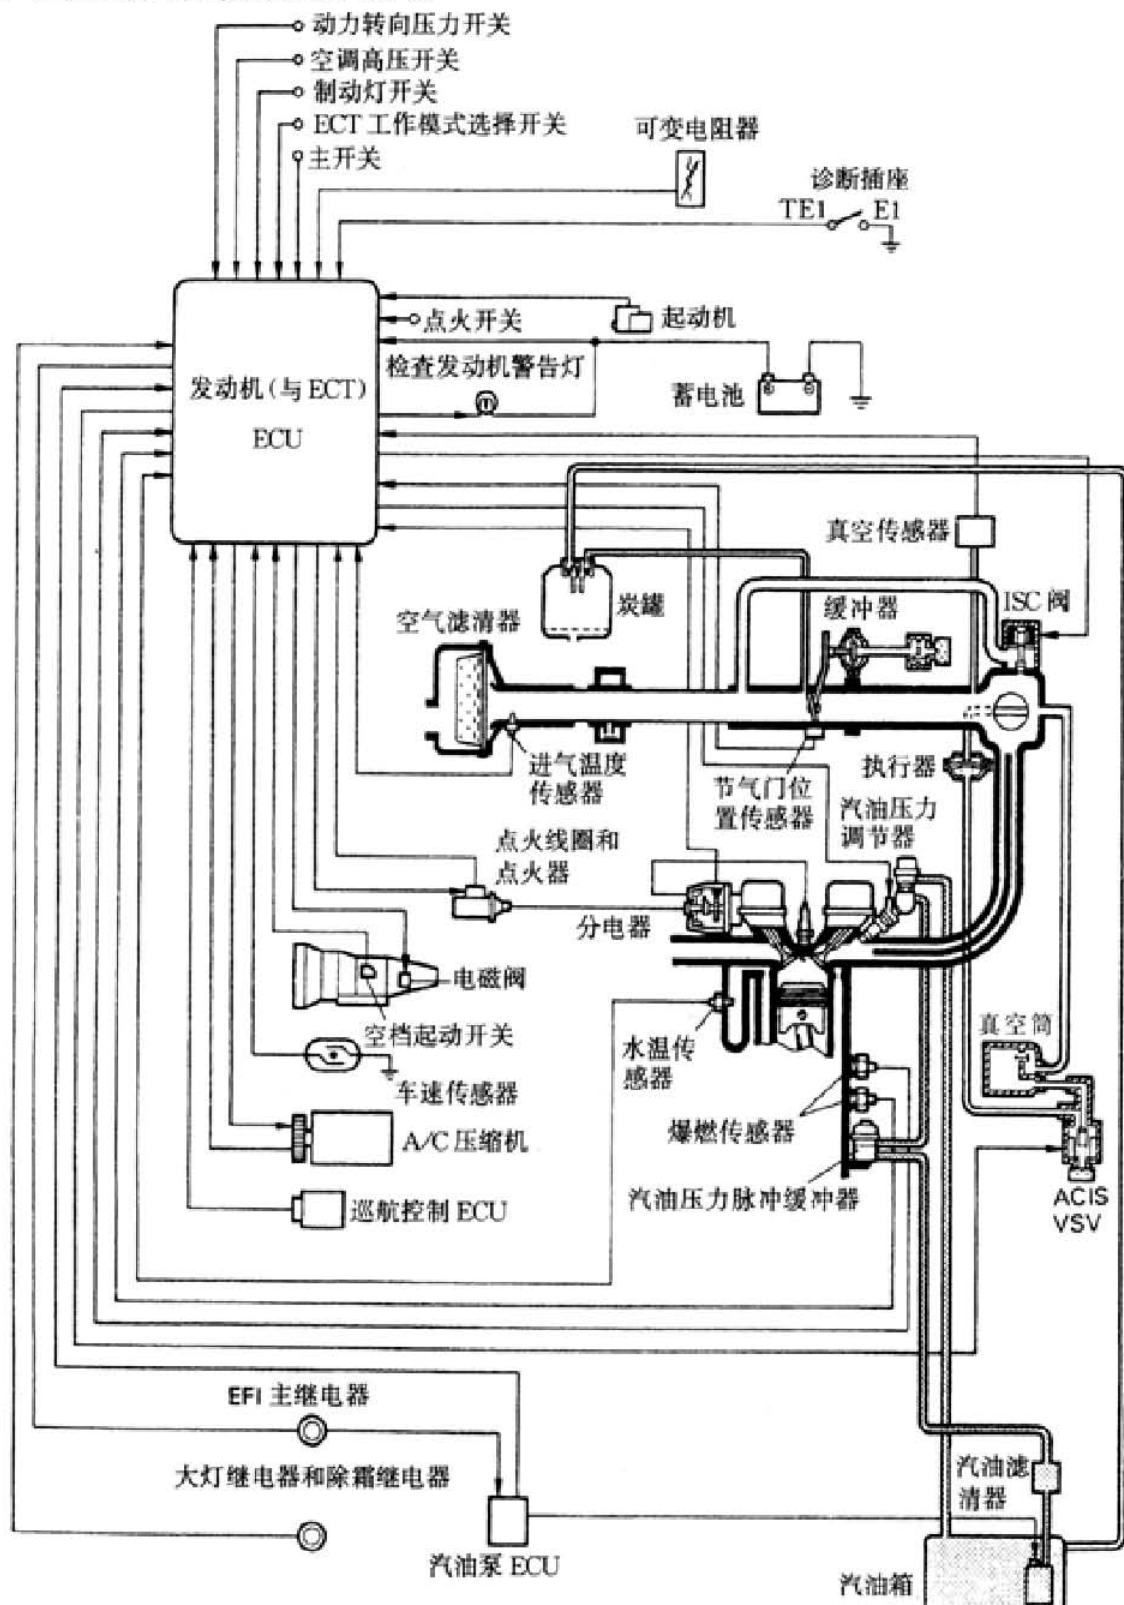 动力转向压力开关
空调高压开关
制动灯开关
ECT 工作模式选择开关
主开关
可变电阻器
诊断插座
TE1
E1
起动机
点火开关
检查发动机警告灯
蓄电池
发动机(与 ECT)
ECU
真空传感器
炭罐
缓冲器
ISC 阀
空气滤清器
进气温度
传感器
节气门位
置传感器
执行器
汽油压力
调节器
点火线圈和
点火器
分电器
电磁阀
空档起动开关
水温传
感器
真空筒
车速传感器
爆燃传感器
A/C 压缩机
汽油压力脉冲缓冲器
ACIS
VSV
巡航控制 ECU
EFI 主继电器
大灯继电器和除霜继电器
汽油滤
清器
汽油泵 ECU
汽油箱